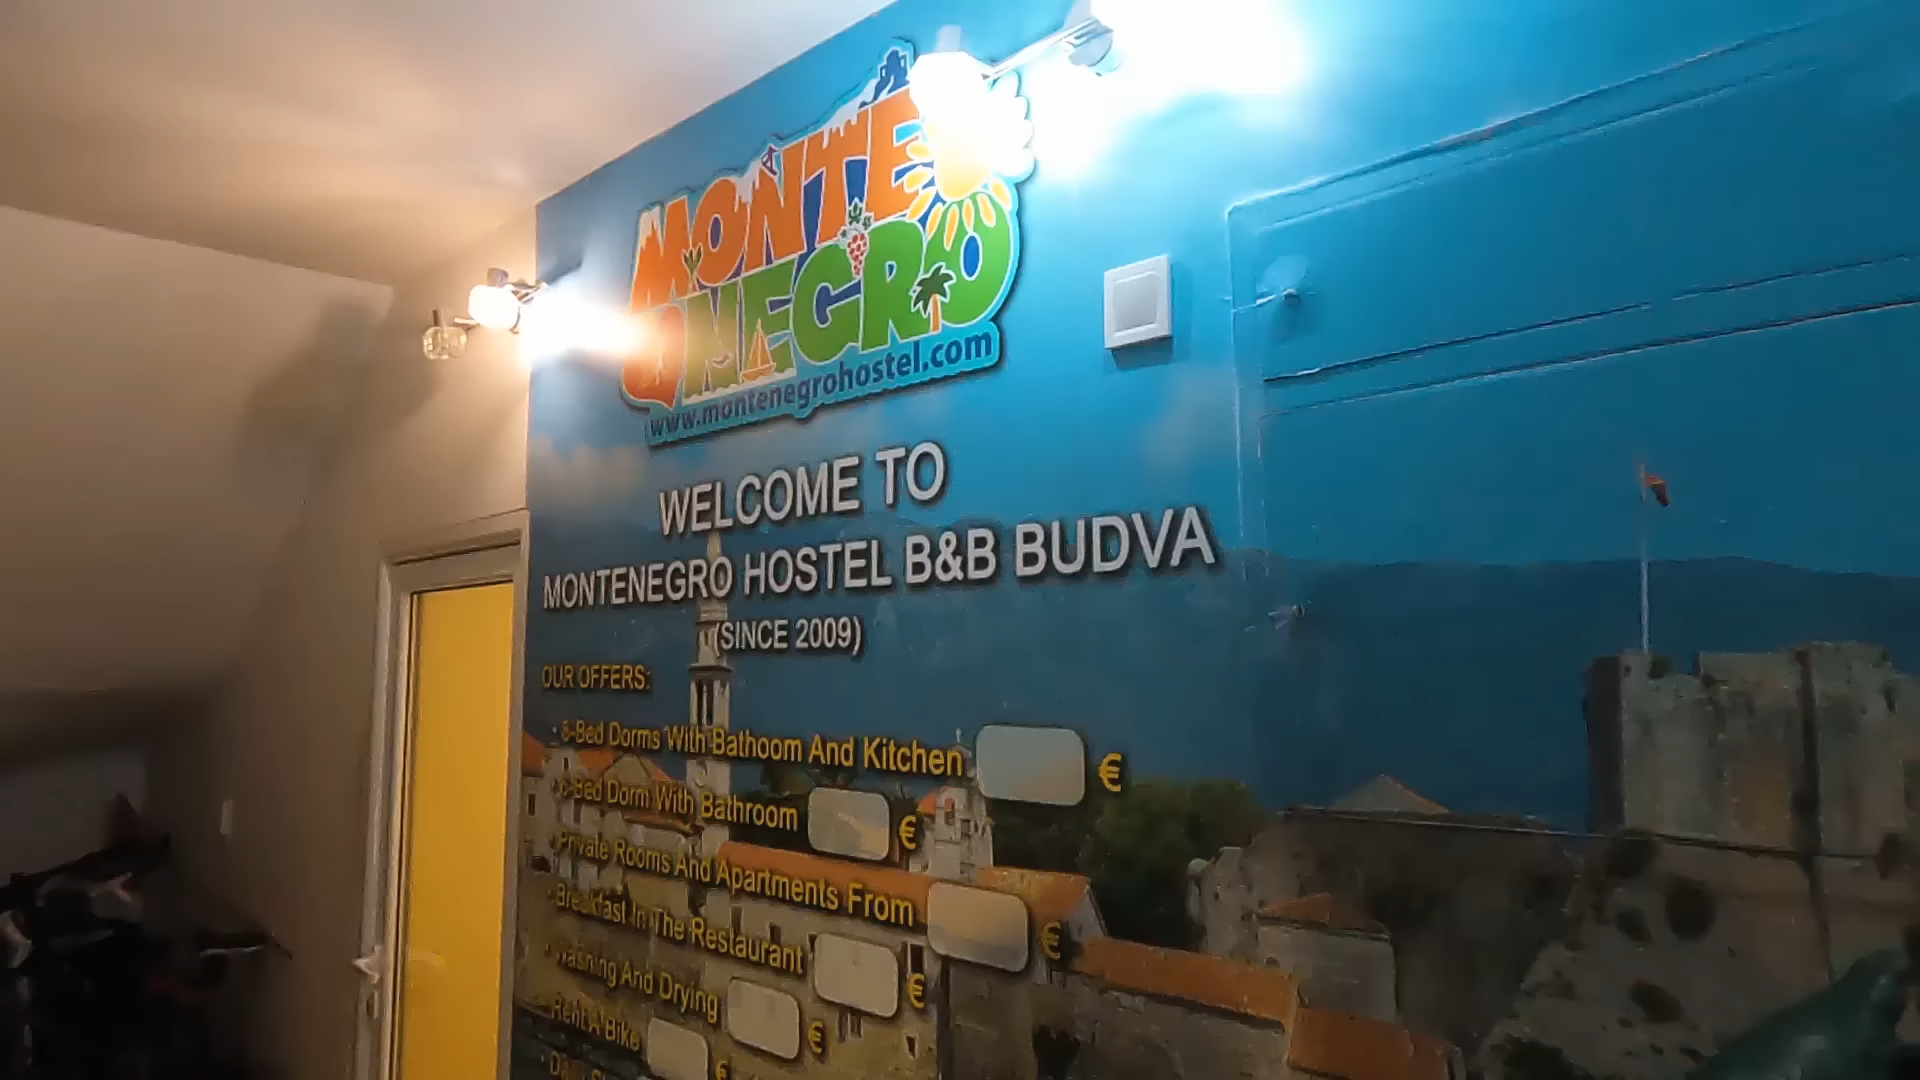 MONTE
NEGRO
www.montenegrohostel.com
WELCOME TO
MONTENEGRO HOSTEL B&B BUDVA
(SINCE 2009)
OUR OFFERS:
· 8-Bed Dorms With Bathoom And Kitchen €
· 6-Bed Dorm With Bathroom €
· Private Rooms And Apartments From €
· Breakfast In The Restaurant €
· Washing And Drying €
· Rent A Bike €